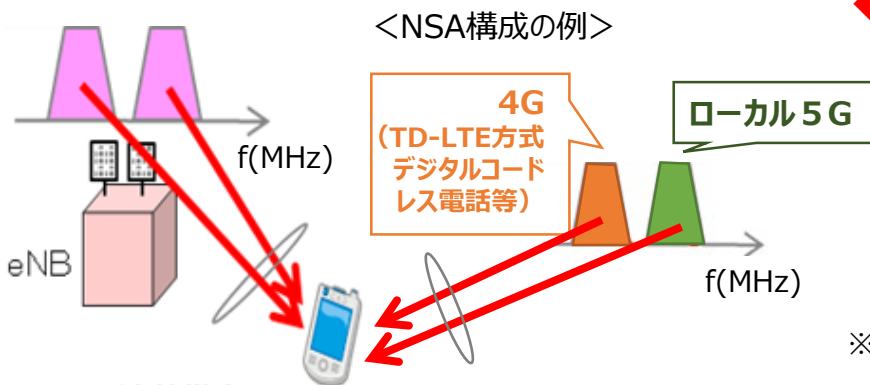 ＜NSA構成の例＞
4G
（TD-LTE方式
デジタルコード
レス電話等）
ローカル５G
f(MHz)
eNB
f(MHz)
※